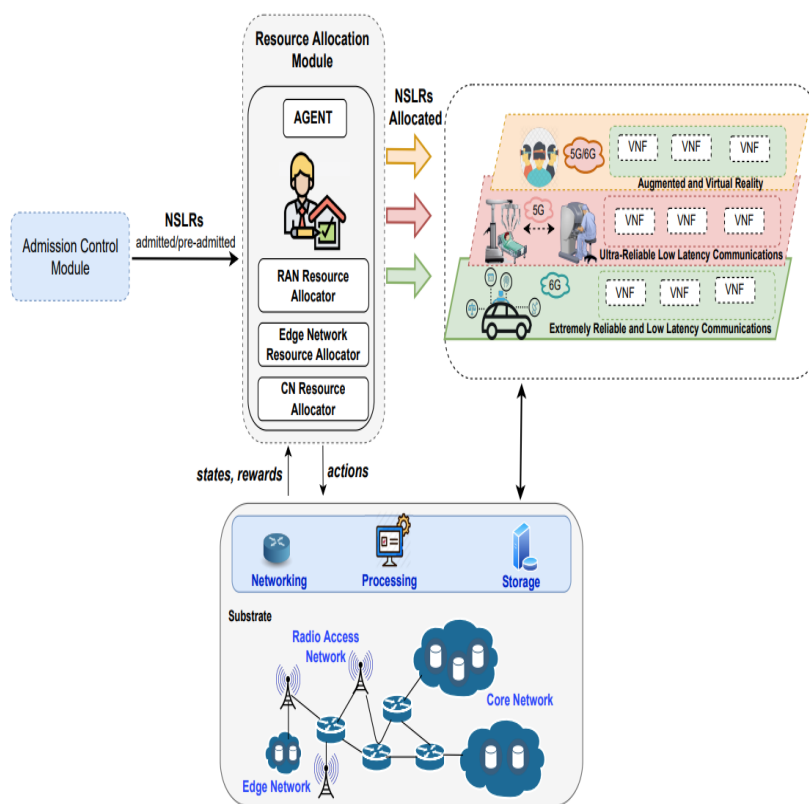 Resource Allocation
Module
AGENT
RAN Resource
Allocator
Edge Network
Resource Allocator
CN Resource
Allocator
Admission Control
Module
NSLRs
admitted/pre-admitted
NSLRs
Allocated
5G/6G
VNF
VNF
VNF
Augmented and Virtual Reality
5G
VNF
VNF
VNF
Ultra-Reliable Low Latency Communications
6G
VNF
VNF
VNF
Extremely Reliable and Low Latency Communications
states, rewards
actions
Networking
Processing
Storage
Substrate
Radio Access
Network
Core Network
Edge Network